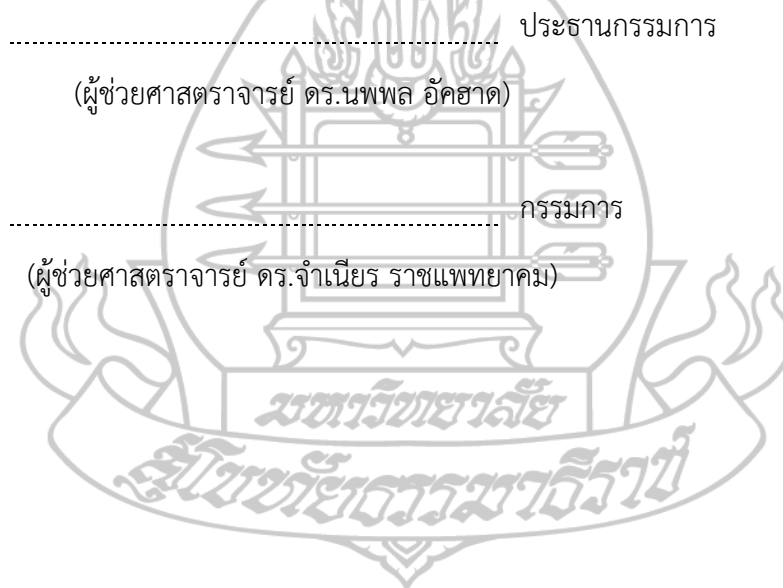 ประธานกรรมการ
(ผู้ช่วยศาสตราจารย์ ดร.นพพล อัคฮาด)
กรรมการ
(ผู้ช่วยศาสตราจารย์ ดร.จำเนียร ราชแพทยาคม)
มหาวิทยาลัย
สุโขทัยธรรมาธิราช